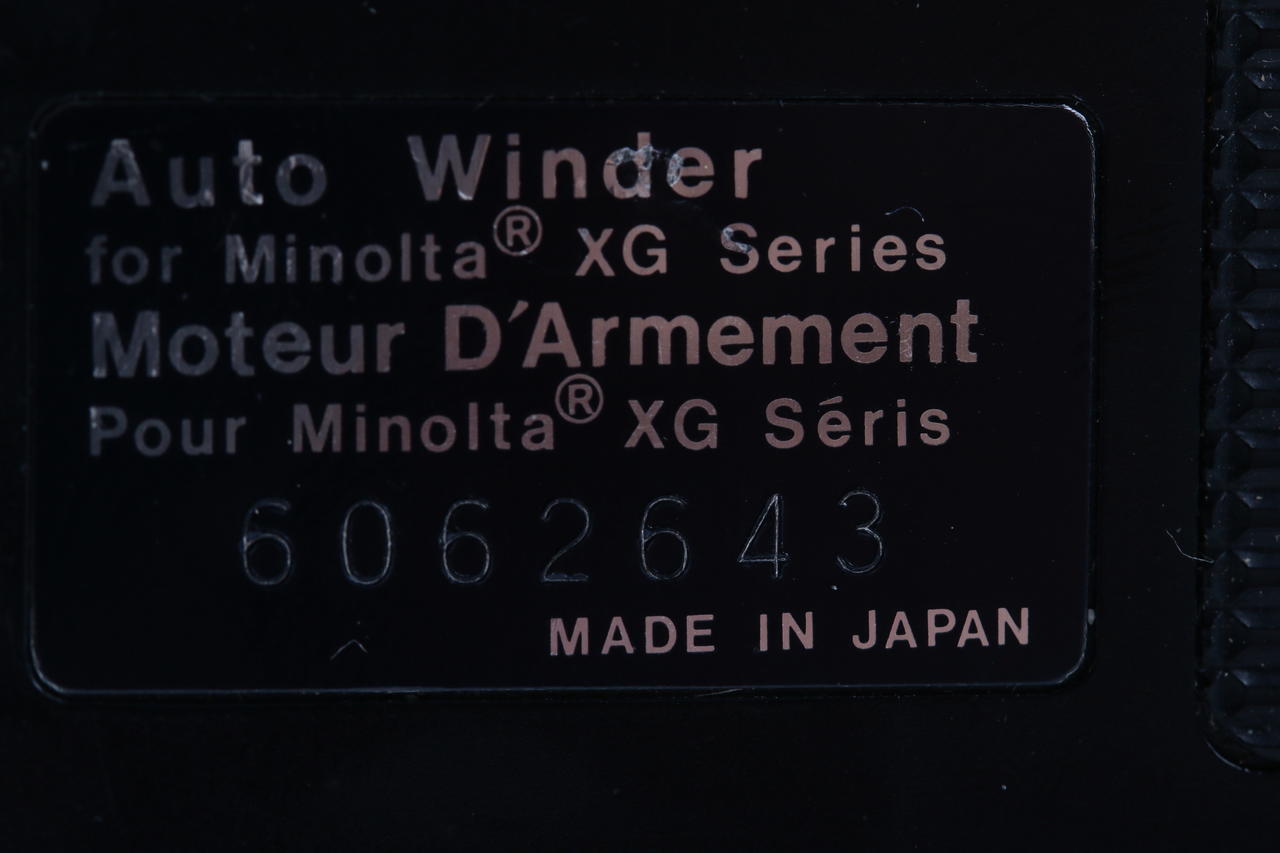 Auto Winder
for Minolta® XG Series
Moteur D'Armement
Pour Minolta® XG Séris
6062643
MADE IN JAPAN